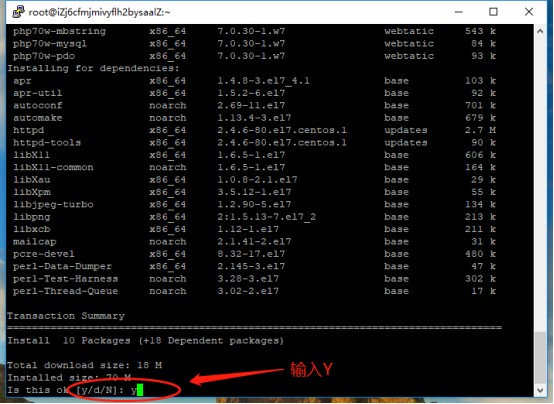 root@iZj6cfmjmivyflh2bysaalZ:~
php70w-mbstring x86_64 7.0.30-1.w7 webtatic 543 k
php70w-mysql x86_64 7.0.30-1.w7 webtatic 84 k
php70w-pdo x86_64 7.0.30-1.w7 webtatic 93 k
Installing for dependencies:
apr x86_64 1.4.8-3.el7_4.1 base 103 k
apr-util x86_64 1.5.2-6.el7 base 92 k
autoconf noarch 2.69-11.el7 base 701 k
automake noarch 1.13.4-3.el7 base 679 k
httpd x86_64 2.4.6-80.el7.centos.1 updates 2.7 M
httpd-tools x86_64 2.4.6-80.el7.centos.1 updates 90 k
libX11 x86_64 1.6.5-1.el7 base 606 k
libX11-common noarch 1.6.5-1.el7 base 164 k
libXau x86_64 1.0.8-2.1.el7 base 29 k
libXpm x86_64 3.5.12-1.el7 base 55 k
libjpeg-turbo x86_64 1.2.90-5.el7 base 134 k
libpng x86_64 2:1.5.13-7.el7_2 base 213 k
libxcb x86_64 1.12-1.el7 base 211 k
mailcap noarch 2.1.41-2.el7 base 31 k
pcre-devel x86_64 8.32-17.el7 base 480 k
perl-Data-Dumper x86_64 2.145-3.el7 base 47 k
perl-Test-Harness noarch 3.28-3.el7 base 302 k
perl-Thread-Queue noarch 3.02-2.el7 base 17 k
Transaction Summary
================================================================================
Install 10 Packages (+18 Dependent packages)
Total download size: 18 M
Installed size: 70 M
输入Y
Is this ok [y/d/N]: y